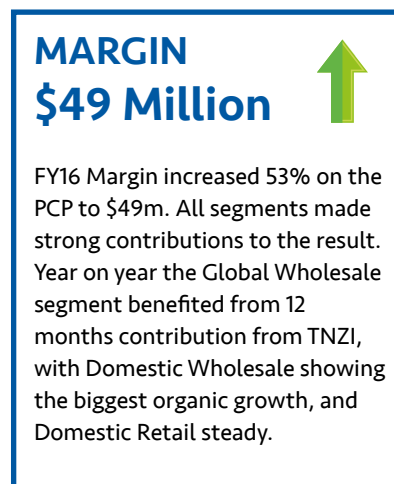 MARGIN
$49 Million
FY16 Margin increased 53% on the
PCP to $49m. All segments made
strong contributions to the result.
Year on year the Global Wholesale
segment benefited from 12
months contribution from TNZI,
with Domestic Wholesale showing
the biggest organic growth, and
Domestic Retail steady.